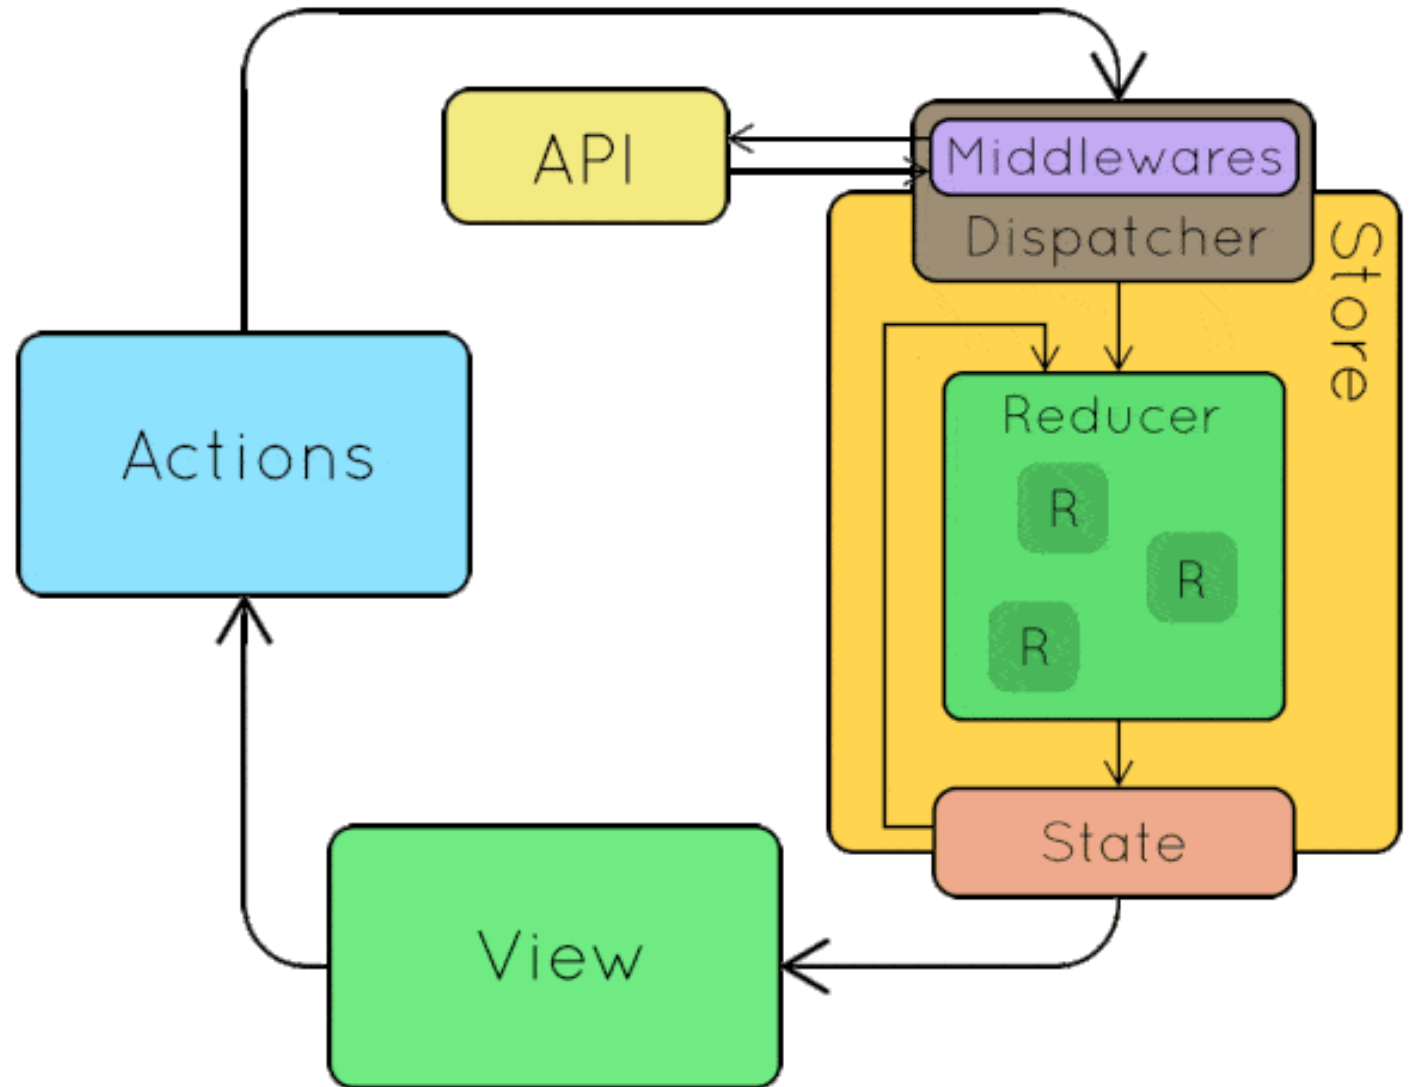 API
Middlewares
Dispatcher
Store
Reducer
R
R
R
Actions
State
View